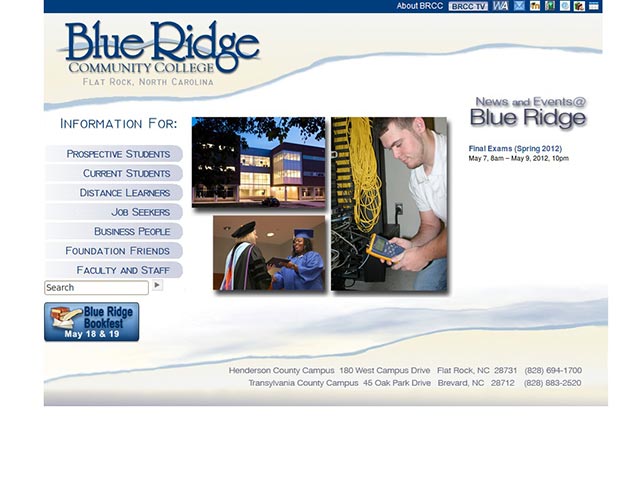 About BRCC BRCC TV WA
Blue Ridge
Community College
Flat Rock, North Carolina
Information For:
Prospective Students
Current Students
Distance Learners
Job Seekers
Business People
Foundation Friends
Faculty and Staff
Search
Blue Ridge
Bookfest
May 18 & 19
News and Events@
Blue Ridge
Final Exams (Spring 2012)
May 7, 8am – May 9, 2012, 10pm
Henderson County Campus 180 West Campus Drive Flat Rock, NC 28731 (828) 694-1700
Transylvania County Campus 45 Oak Park Drive Brevard, NC 28712 (828) 883-2520